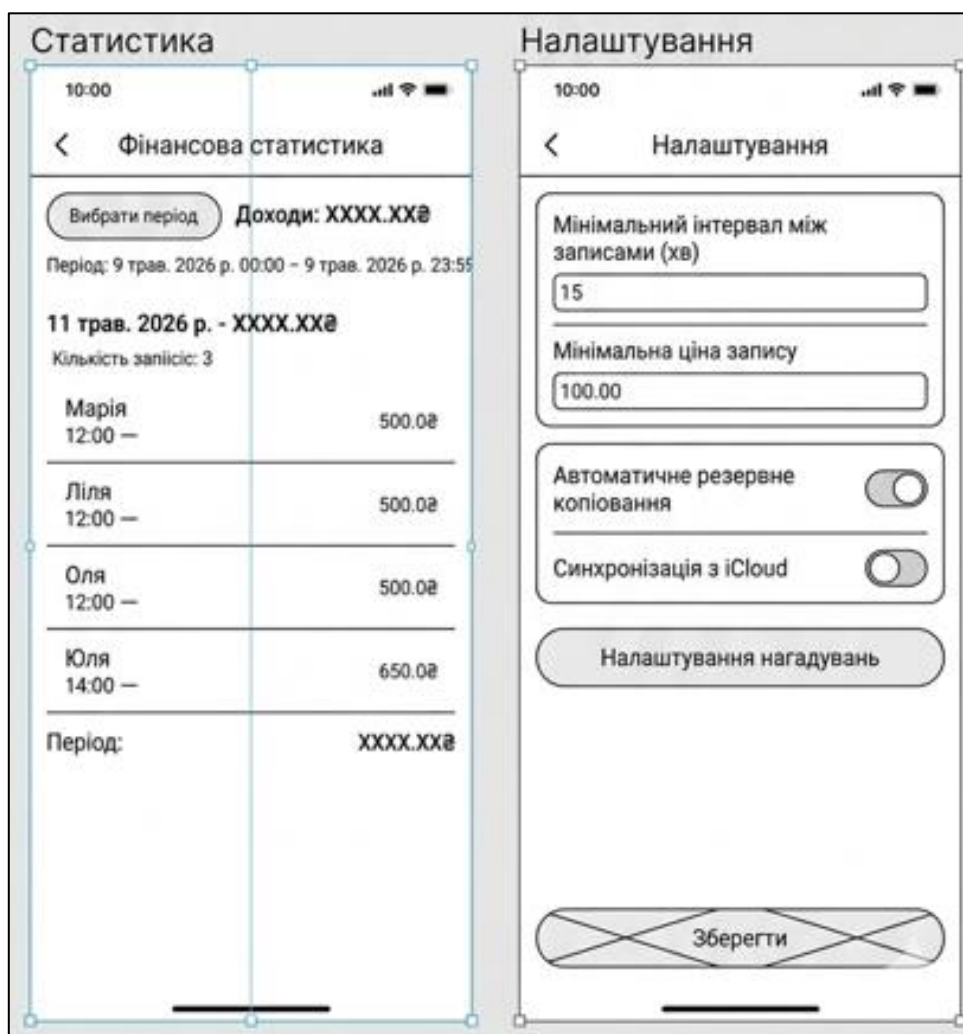 Статистика
10:00
Фінансова статистика
Вибрати період
Доходи: XXXX.XX₴
Період: 9 трав. 2026 р. 00:00 – 9 трав. 2026 р. 23:59
11 трав. 2026 р. - XXXX.XX₴
Кількість запіісіс: 3
Марія
12:00 —
500.0₴
Ліля
12:00 —
500.0₴
Оля
12:00 —
500.0₴
Юля
14:00 —
650.0₴
Період:
XXXX.XX₴
Налаштування
10:00
Налаштування
Мінімальний інтервал між
записами (хв)
15
Мінімальна ціна запису
100.00
Автоматичне резервне
копіовання
Синхронізація з iCloud
Налаштування нагадувань
Зберегти